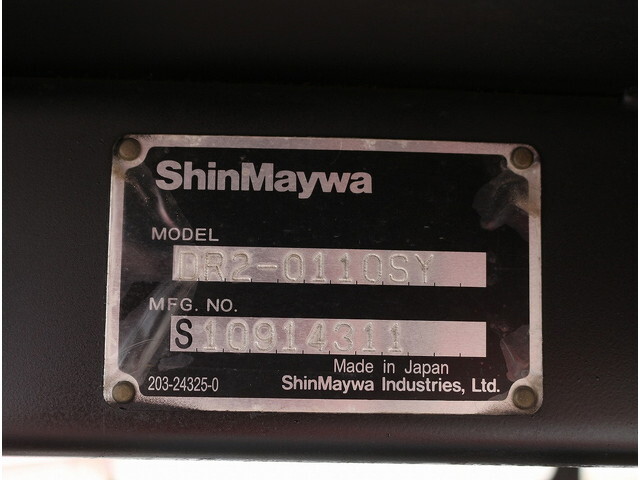 ShinMaywa
MODEL
DR2-0110SY
MFG. NO.
S10914311
Made in Japan
203-24325-0 ShinMaywa Industries, Ltd.